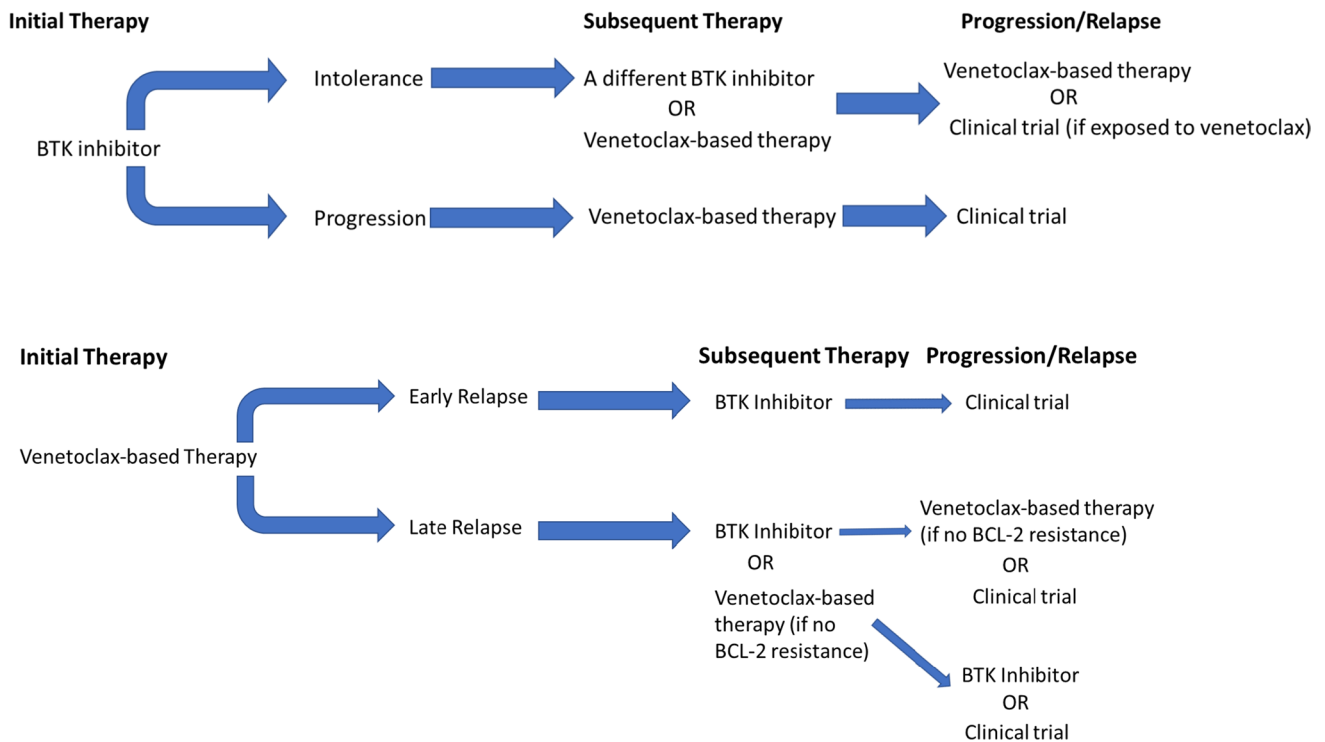 Initial Therapy
Subsequent Therapy
Progression/Relapse
Intolerance
A different BTK inhibitor
OR
Venetoclax-based therapy
Venetoclax-based therapy
OR
Clinical trial (if exposed to venetoclax)
BTK inhibitor
Progression
Venetoclax-based therapy
Clinical trial
Initial Therapy
Subsequent Therapy
Progression/Relapse
Early Relapse
BTK Inhibitor
Clinical trial
Venetoclax-based Therapy
Late Relapse
BTK Inhibitor
OR
Venetoclax-based
therapy (if no
BCL-2 resistance)
Venetoclax-based therapy
(if no BCL-2 resistance)
OR
Clinical trial
BTK Inhibitor
OR
Clinical trial